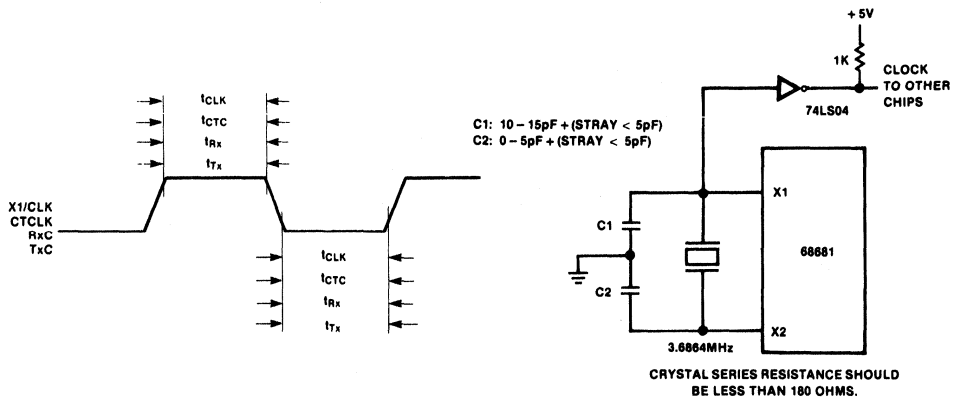 tCLK
tCTC
tRx
tTx
X1/CLK
CTCLK
RxC
TxC
tCLK
tCTC
tRx
tTx
+ 5V
1K
CLOCK
TO OTHER
CHIPS
74LS04
C1: 10 – 15pF + (STRAY < 5pF)
C2: 0 – 5pF + (STRAY < 5pF)
X1
C1
68681
C2
X2
3.6864MHz
CRYSTAL SERIES RESISTANCE SHOULD
BE LESS THAN 180 OHMS.